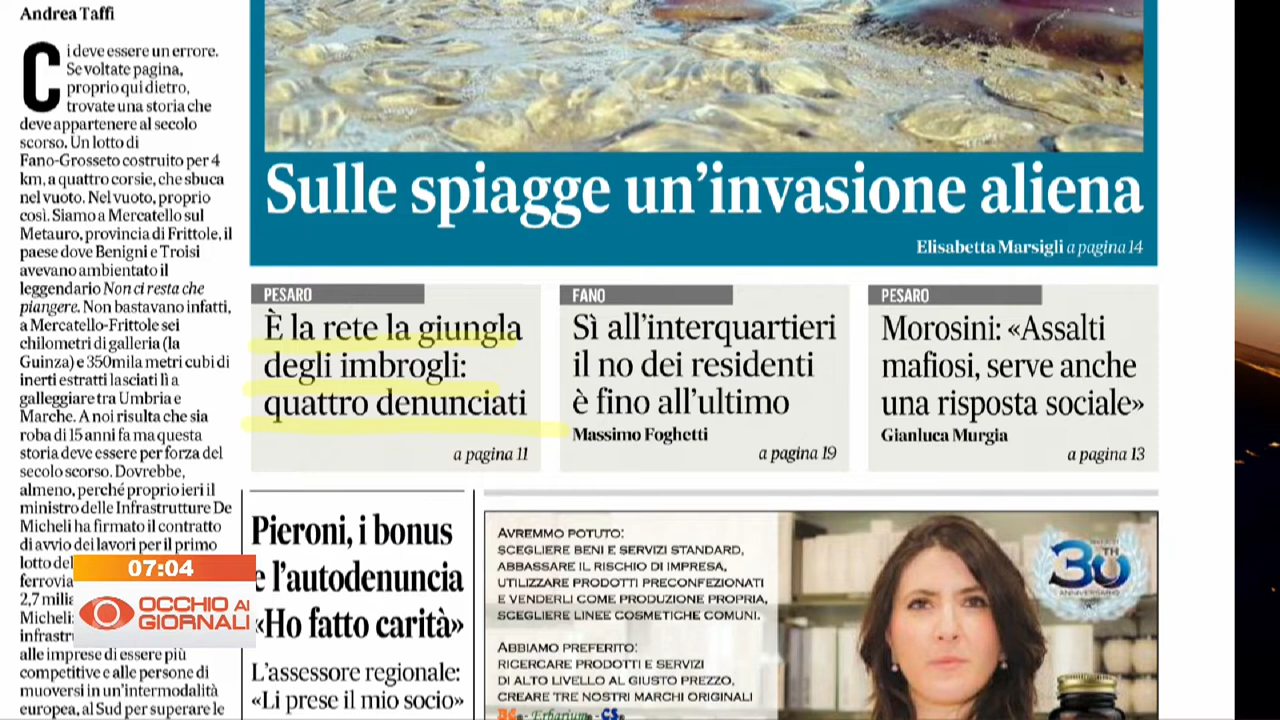 Andrea Taffi
Ci deve essere un errore.
Se voltate pagina,
proprio qui dietro,
trovate una storia che
deve appartenere al secolo
scorso. Un lotto di
Fano-Grosseto costruito per 4
km, a quattro corsie, che sbuca
nel vuoto. Nel vuoto, proprio
così. Siamo a Mercatello sul
Metauro, provincia di Frittole, il
paese dove Benigni e Troisi
avevano ambientato il
leggendario Non ci resta che
piangere. Non bastavano infatti,
a Mercatello-Frittole sei
chilometri di galleria (la
Guinza) e 350mila metri cubi di
inerti estratti lasciati lì a
galleggiare tra Umbria e
Marche. A noi risulta che sia
roba di 15 anni fa ma questa
storia deve essere per forza del
secolo scorso. Dovrebbe,
almeno, perché proprio ieri il
ministro delle Infrastrutture De
Micheli ha firmato il contratto
di avvio dei lavori per il primo
lotto del
ferrovia
2,7 milia
Micheli:
infrastr
alle imprese di essere più
competitive e alle persone di
muoversi in un'intermodalità
europea, al Sud per superare le
07:04
OCCHIO AI
GIORNALI
Sulle spiagge un'invasione aliena
Elisabetta Marsigli a pagina 14
PESARO
È la rete la giungla
degli imbrogli:
quattro denunciati
a pagina 11
FANO
Sì all'interquartieri
il no dei residenti
è fino all'ultimo
Massimo Foghetti
a pagina 19
PESARO
Morosini: «Assalti
mafiosi, serve anche
una risposta sociale»
Gianluca Murgia
a pagina 13
Pieroni, i bonus
e l'autodenuncia
«Ho fatto carità»
L'assessore regionale:
«Li prese il mio socio»
AVREMMO POTUTO:
SCEGLIERE BENI E SERVIZI STANDARD,
ABBASSARE IL RISCHIO DI IMPRESA,
UTILIZZARE PRODOTTI PRECONFEZIONATI
E VENDERLI COME PRODUZIONE PROPRIA,
SCEGLIERE LINEE COSMETICHE COMUNI.
ABBIAMO PREFERITO:
RICERCARE PRODOTTI E SERVIZI
DI ALTO LIVELLO AL GIUSTO PREZZO,
CREARE TRE NOSTRI MARCHI ORIGINALI
Erbarium
30TH
ANNIVERSARIO